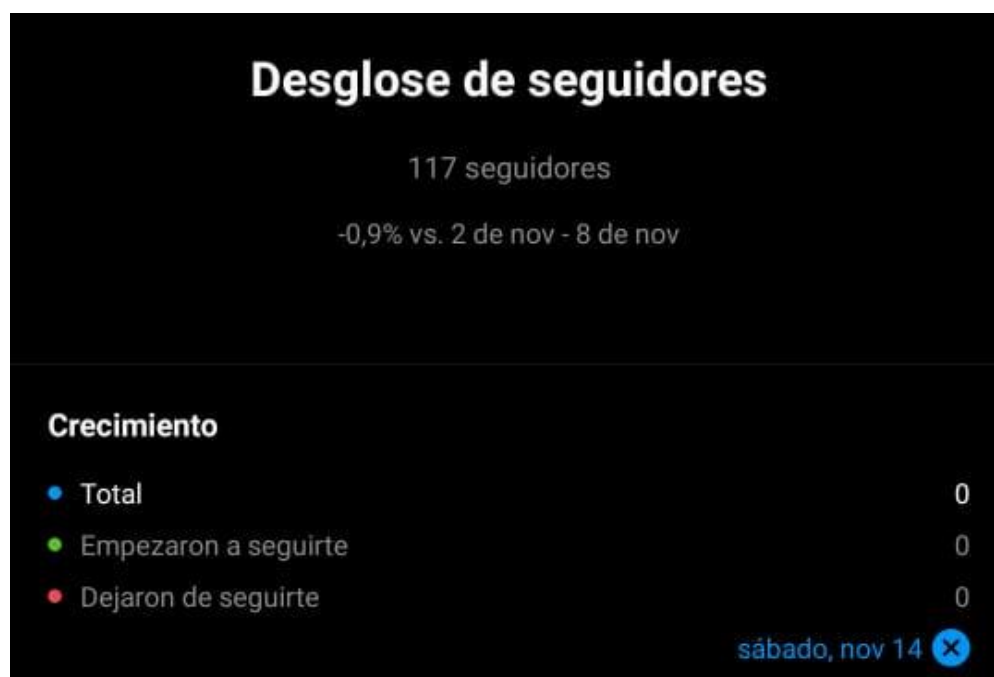 Desglose de seguidores
117 seguidores
-0,9% vs. 2 de nov - 8 de nov
Crecimiento
Total 0
Empezaron a seguirte 0
Dejaron de seguirte 0
sábado, nov 14